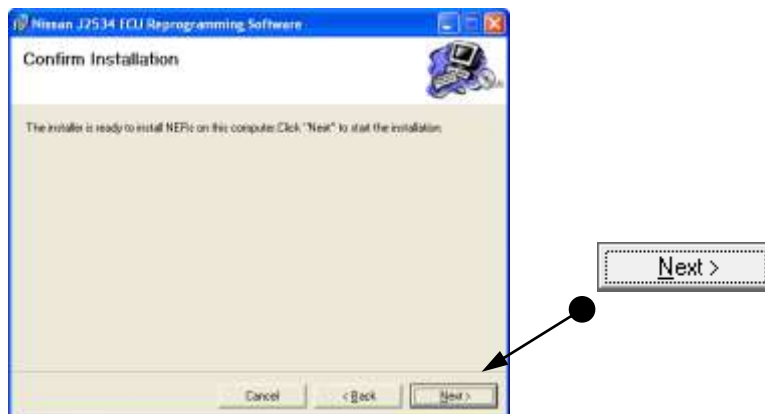 Nissan J2534 ECU Reprogramming Software
Confirm Installation
The installer is ready to install NERs on this computer.Click "Next" to start the installation.
Next >
Cancel
< Back
Next >